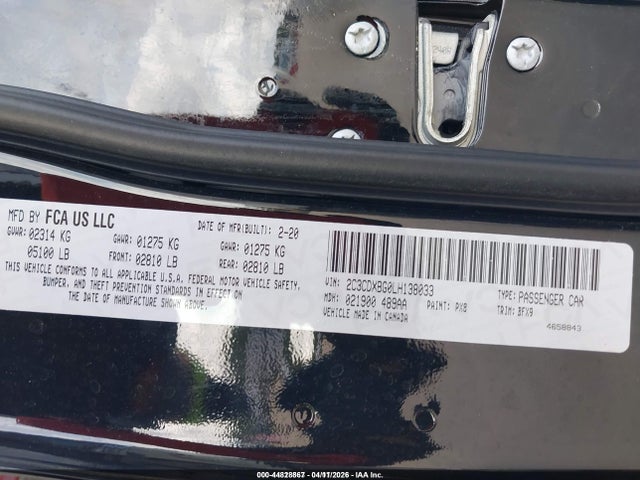 MFD BY FCA US LLC
DATE OF MFR(BUILT): 2-20
GVWR: 02314 KG
05100 LB
GAWR: 01275 KG
FRONT: 02810 LB
GAWR: 01275 KG
REAR: 02810 LB
THIS VEHICLE CONFORMS TO ALL APPLICABLE U.S.A. FEDERAL MOTOR VEHICLE SAFETY,
BUMPER, AND THEFT PREVENTION STANDARDS IN EFFECT ON
THE DATE OF MANUFACTURE SHOWN ABOVE.
VIN: 2C3CDXBG0LH138033
TYPE: PASSENGER CAR
MDH: 021900 489AA
PAINT: PX8
TRIM: BFX9
VEHICLE MADE IN CANADA
4658843
000-44828867 - 04/11/2026 - IAA Inc.